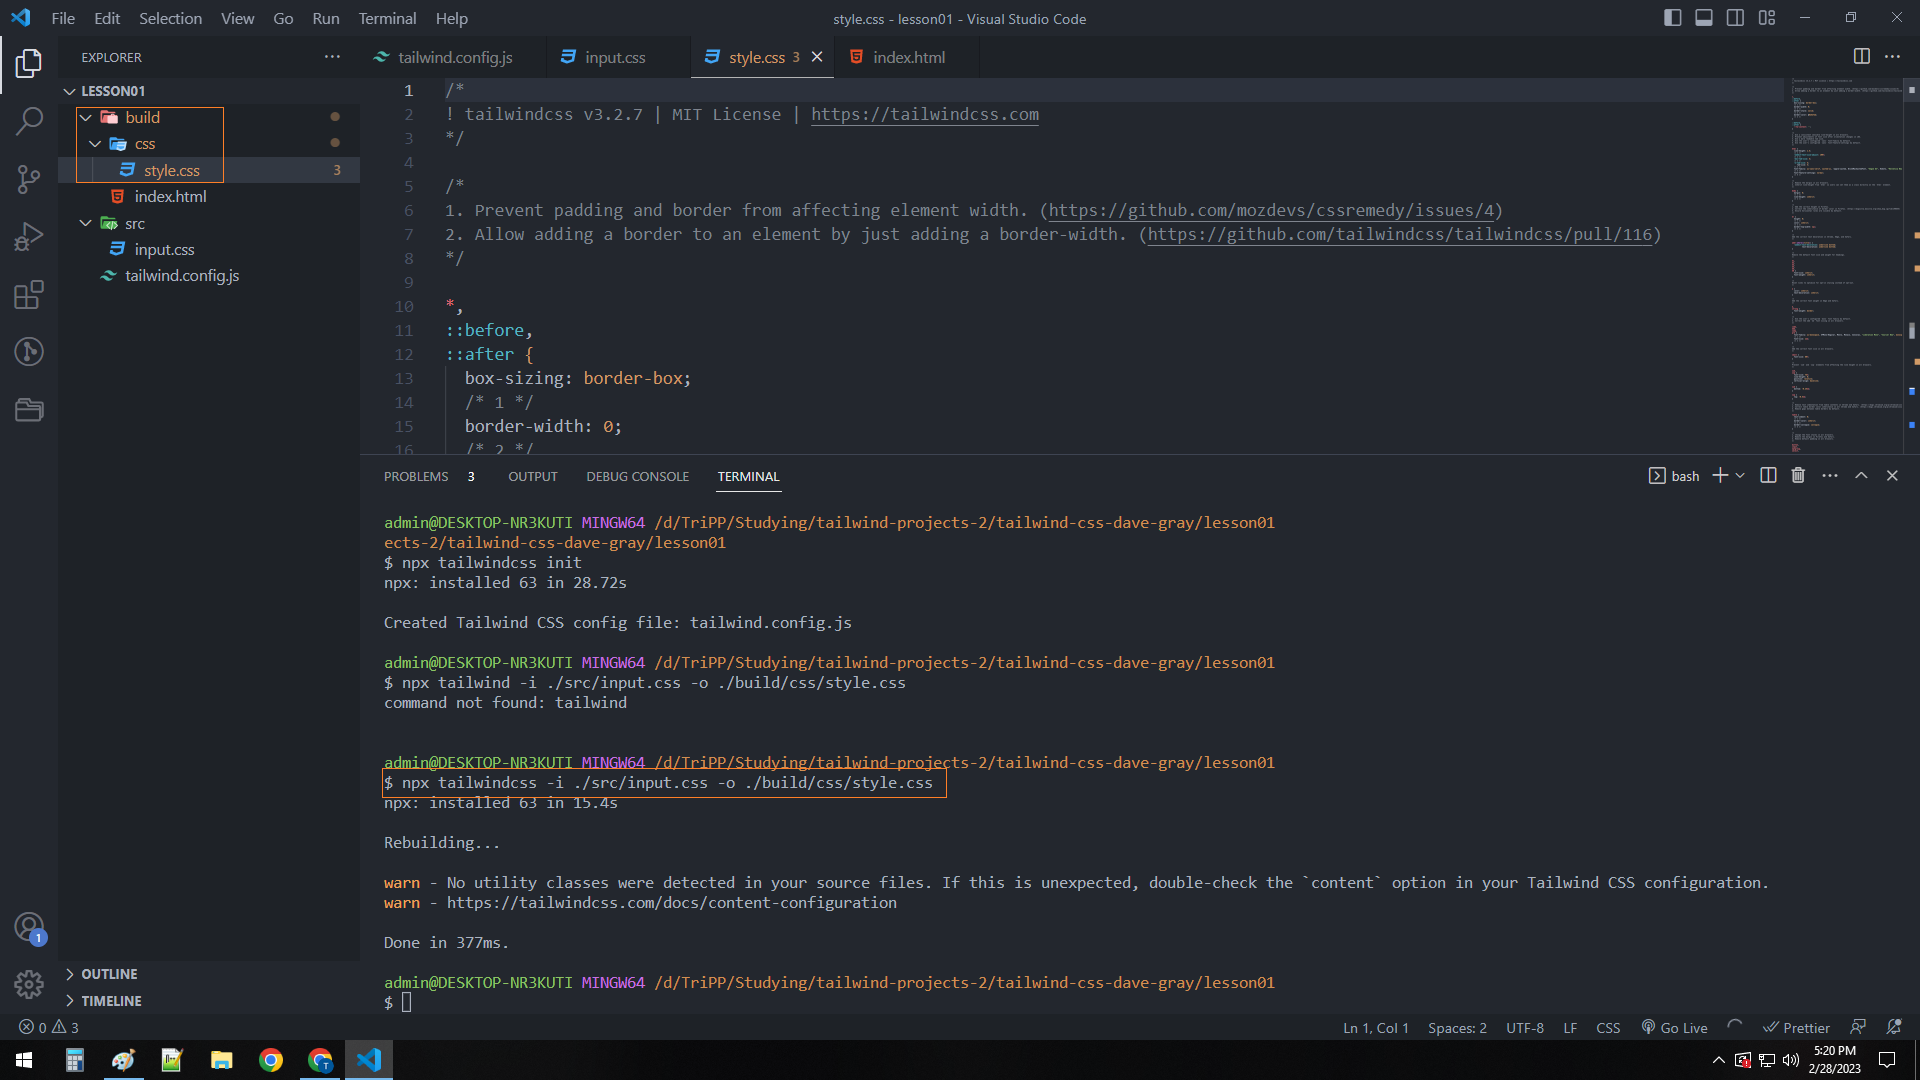 File Edit Selection View Go Run Terminal Help
style.css - lesson01 - Visual Studio Code
EXPLORER
LESSON01
build
css
style.css 3
index.html
src
input.css
tailwind.config.js
OUTLINE
TIMELINE
tailwind.config.js input.css style.css 3 index.html
1 /*
2 ! tailwindcss v3.2.7 | MIT License | https://tailwindcss.com
3 */
4
5 /*
6 1. Prevent padding and border from affecting element width. (https://github.com/mozdevs/cssremedy/issues/4)
7 2. Allow adding a border to an element by just adding a border-width. (https://github.com/tailwindcss/tailwindcss/pull/116)
8 */
9
10 *,
11 ::before,
12 ::after {
13 box-sizing: border-box;
14 /* 1 */
15 border-width: 0;
16 /* 2 */
PROBLEMS 3 OUTPUT DEBUG CONSOLE TERMINAL
bash
admin@DESKTOP-NR3KUTI MINGW64 /d/TriPP/Studying/tailwind-projects-2/tailwind-css-dave-gray/lesson01
ects-2/tailwind-css-dave-gray/lesson01
$ npx tailwindcss init
npx: installed 63 in 28.72s
Created Tailwind CSS config file: tailwind.config.js
admin@DESKTOP-NR3KUTI MINGW64 /d/TriPP/Studying/tailwind-projects-2/tailwind-css-dave-gray/lesson01
$ npx tailwind -i ./src/input.css -o ./build/css/style.css
command not found: tailwind
admin@DESKTOP-NR3KUTI MINGW64 /d/TriPP/Studying/tailwind-projects-2/tailwind-css-dave-gray/lesson01
$ npx tailwindcss -i ./src/input.css -o ./build/css/style.css
npx: installed 63 in 15.4s
Rebuilding...
warn - No utility classes were detected in your source files. If this is unexpected, double-check the `content` option in your Tailwind CSS configuration.
warn - https://tailwindcss.com/docs/content-configuration
Done in 377ms.
admin@DESKTOP-NR3KUTI MINGW64 /d/TriPP/Studying/tailwind-projects-2/tailwind-css-dave-gray/lesson01
$
1
0 3
Ln 1, Col 1 Spaces: 2 UTF-8 LF CSS Go Live Prettier
5:20 PM
2/28/2023